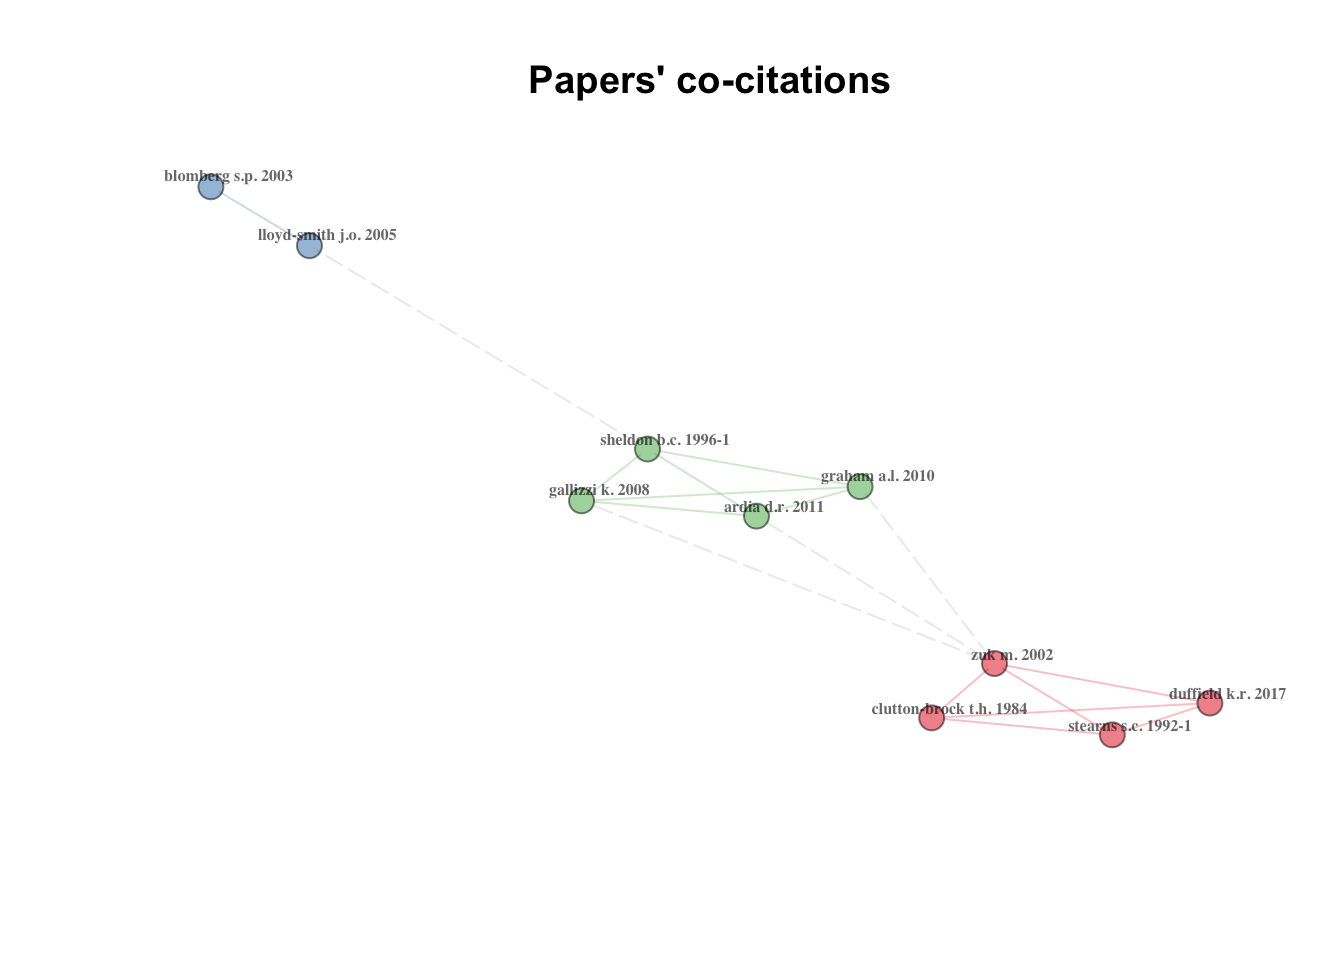 Papers' co-citations
blomberg s.p. 2003
lloyd-smith j.o. 2005
sheldon b.c. 1996-1
graham a.l. 2010
gallizzi k. 2008
ardia d.r. 2011
zuk m. 2002
duffield k.r. 2017
clutton-brock t.h. 1984
stearns s.c. 1992-1